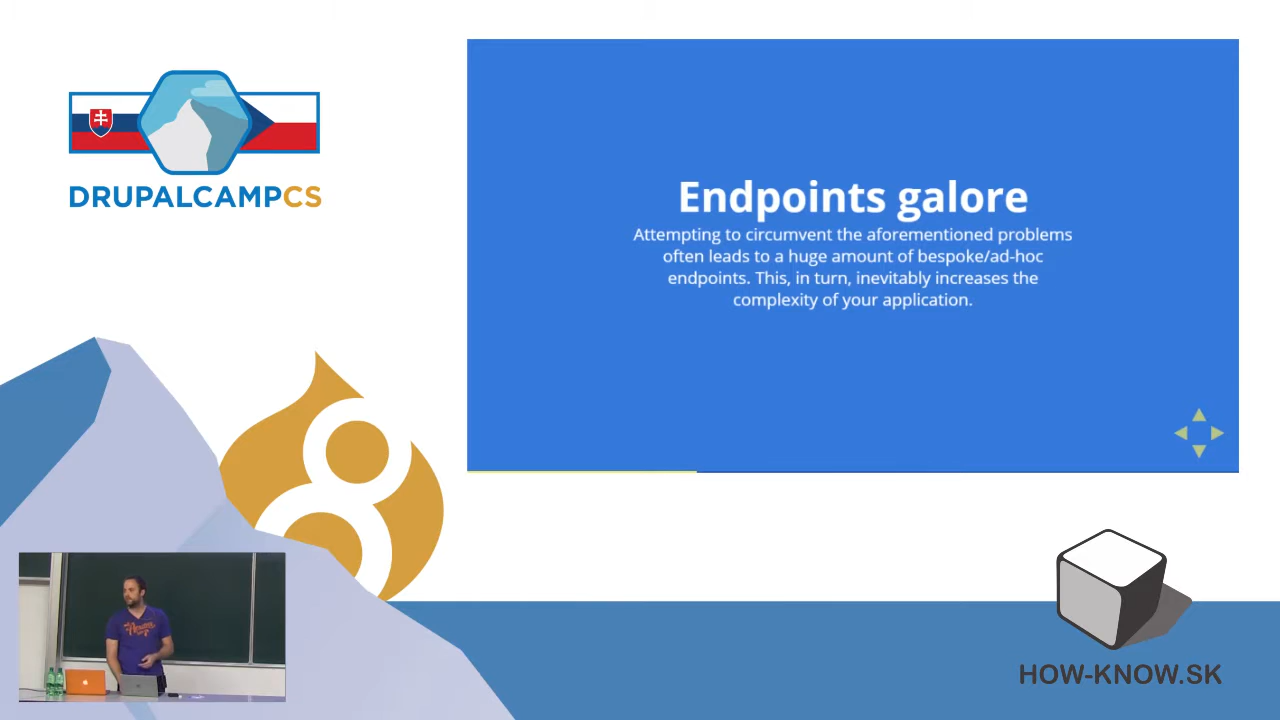 DRUPALCAMPCS
Endpoints galore
Attempting to circumvent the aforementioned problems
often leads to a huge amount of bespoke/ad-hoc
endpoints. This, in turn, inevitably increases the
complexity of your application.
8
HOW-KNOW.SK